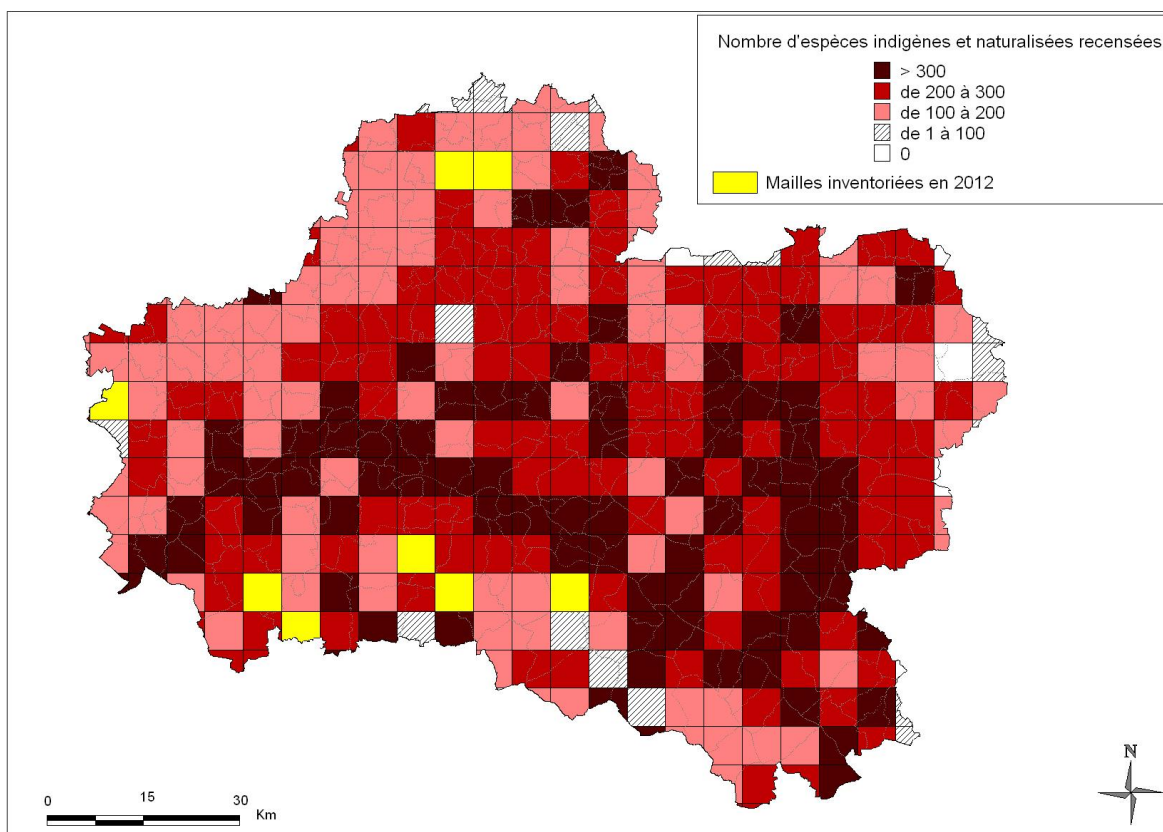 Nombre d'espèces indigènes et naturalisées recensées
> 300
de 200 à 300
de 100 à 200
de 1 à 100
0
Mailles inventoriées en 2012
N
0 15 30
Km